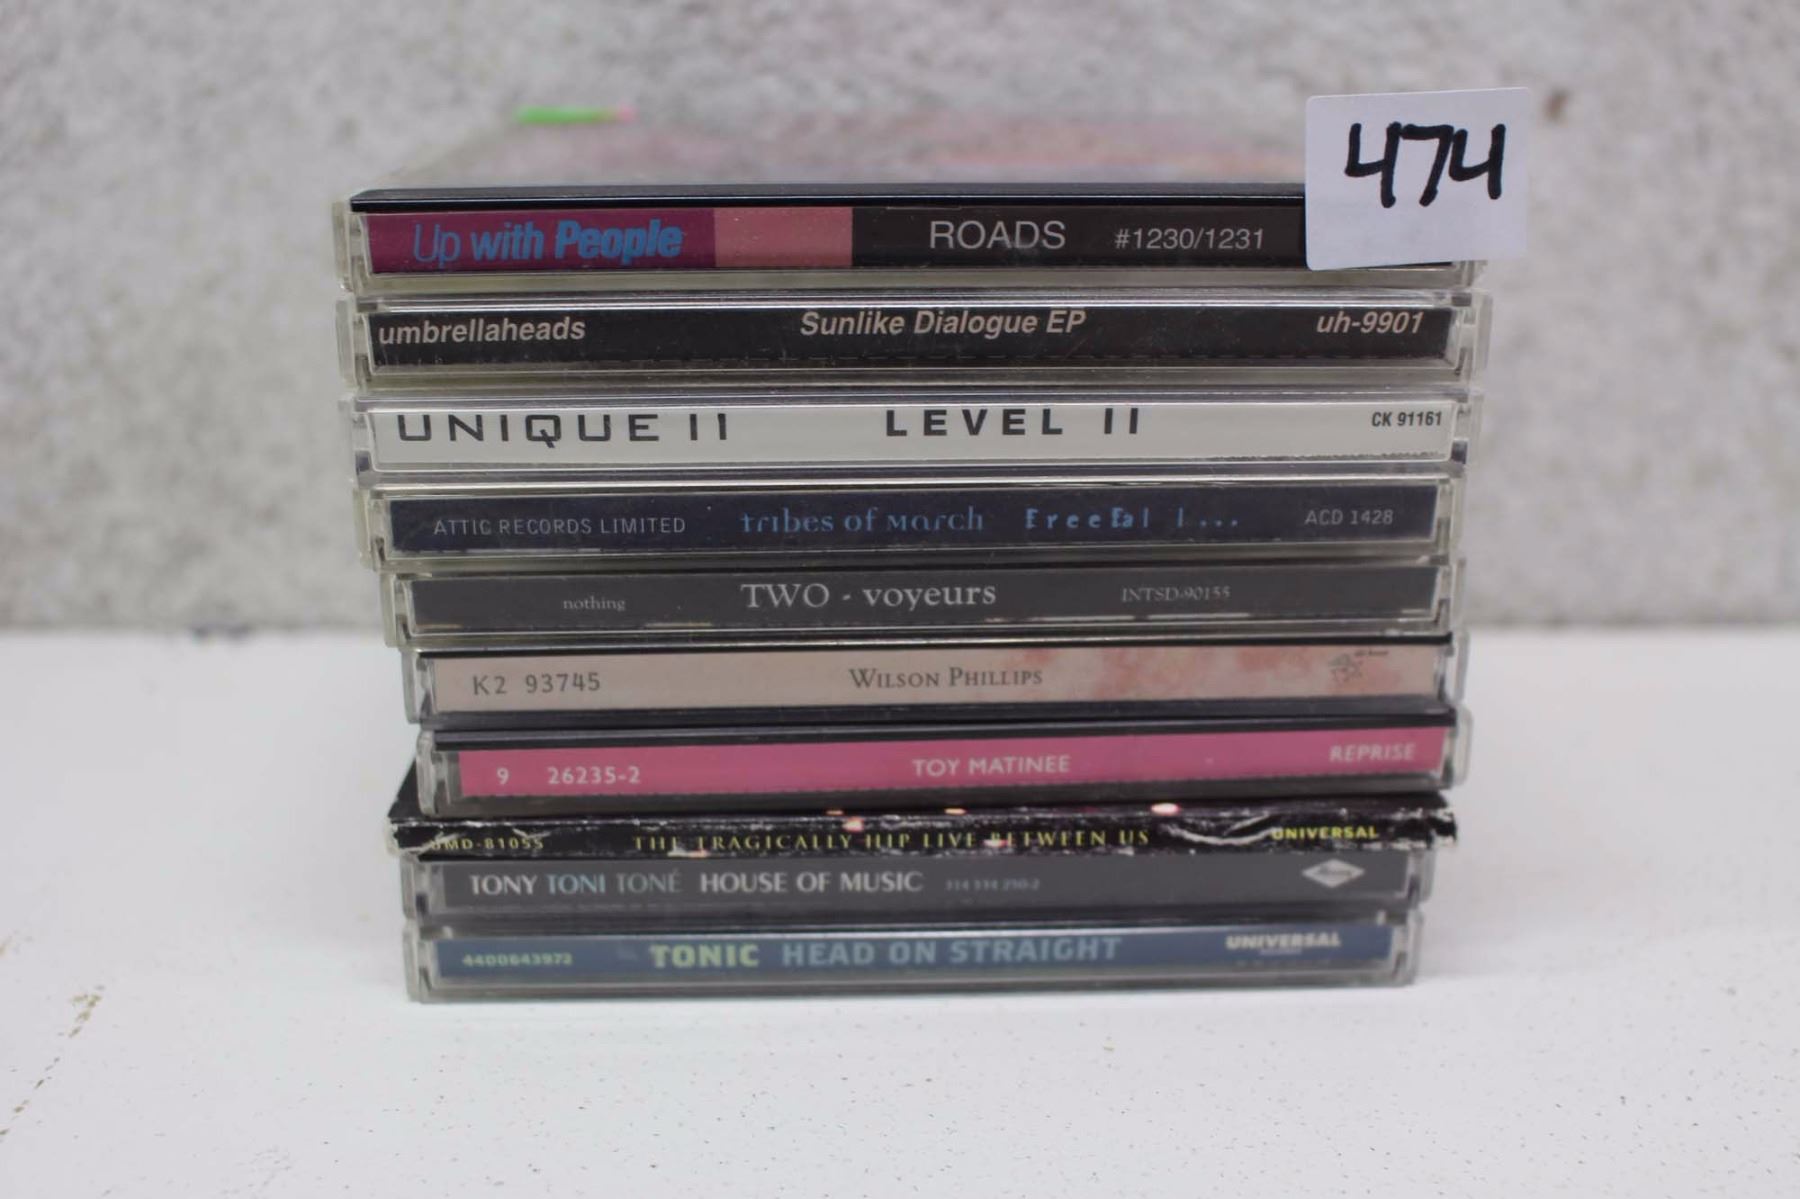 474
Up with People ROADS #1230/1231
umbrellaheads Sunlike Dialogue EP uh-9901
UNIQUE II LEVEL II CK 91161
ATTIC RECORDS LIMITED tribes of march Freefall... ACD 1428
nothing TWO - voyeurs INTSD-90155
K2 93745 WILSON PHILLIPS
9 26235-2 TOY MATINEE REPRISE
UMD-81055 THE TRAGICALLY HIP LIVE BETWEEN US UNIVERSAL
TONY TONI TONÉ HOUSE OF MUSIC
4400843972 TONIC HEAD ON STRAIGHT UNIVERSAL